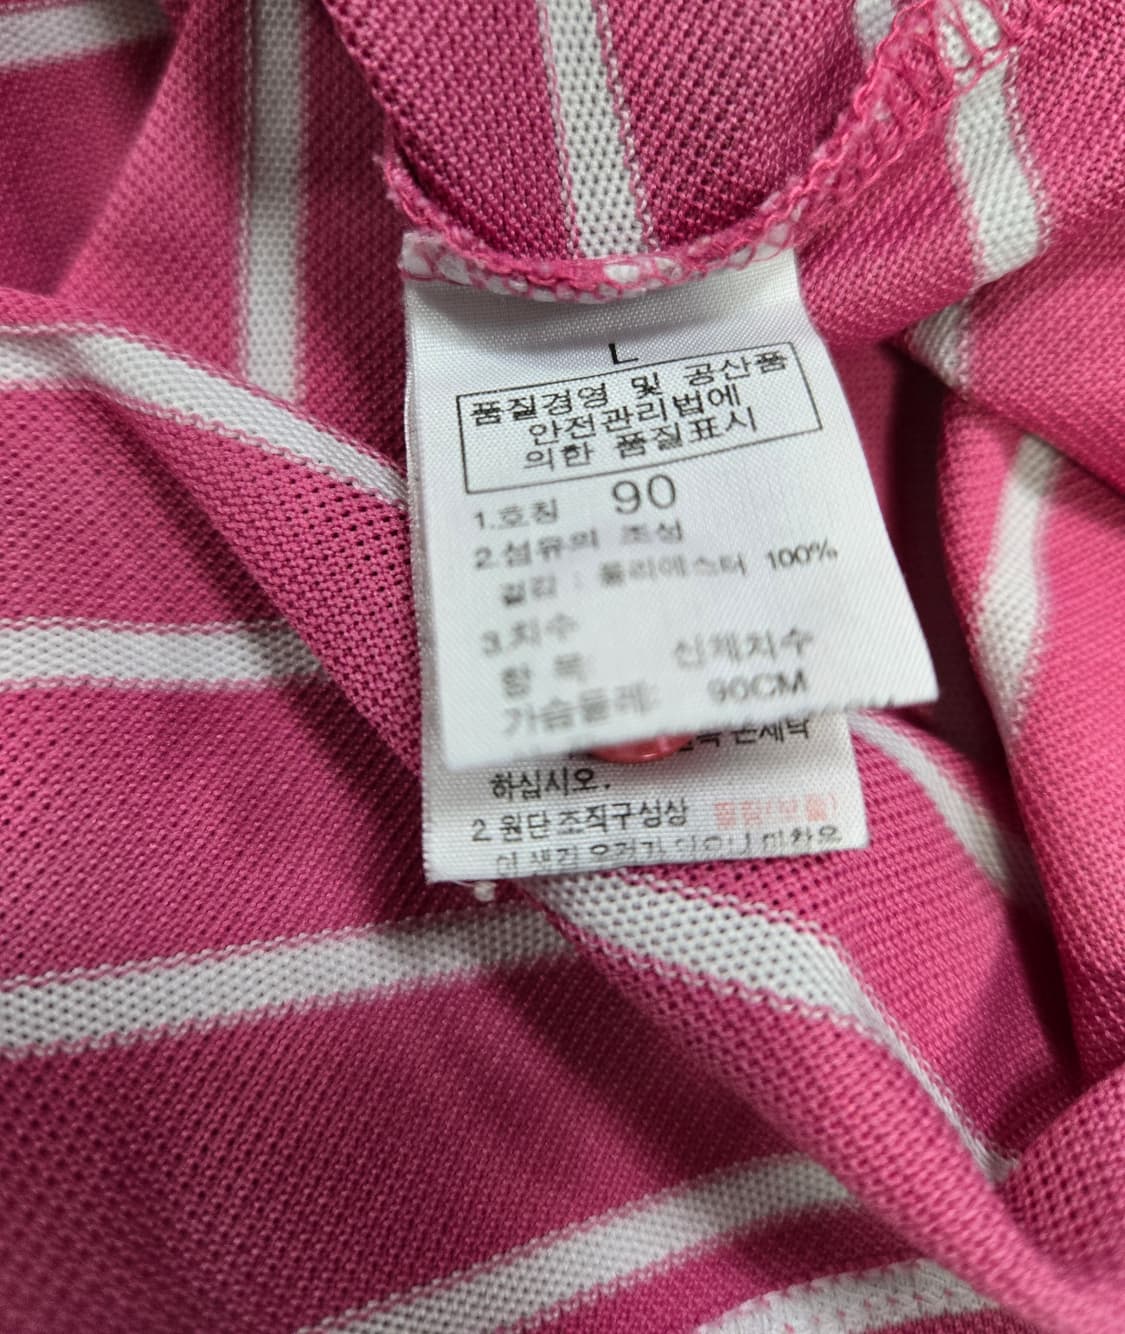 L
품질경영 및 공산품
안전관리법에
의한 품질표시
1.호칭 90
2.섬유의 조성
겉감 : 폴리에스터 100%
3.치수
항 목: 신체치수
가슴둘레: 90CM
손세탁
하십시오.
2.원단 조직구성상